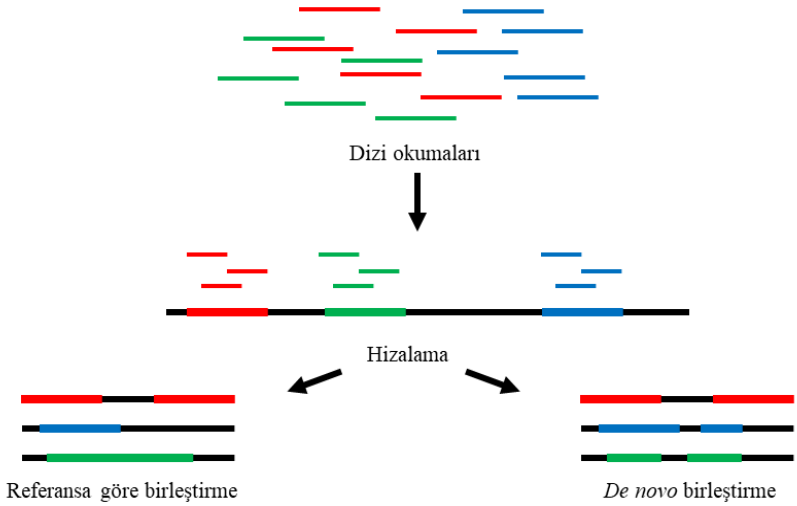 Dizi okumaları
Hizalama
Referansa göre birleştirme
De novo birleştirme